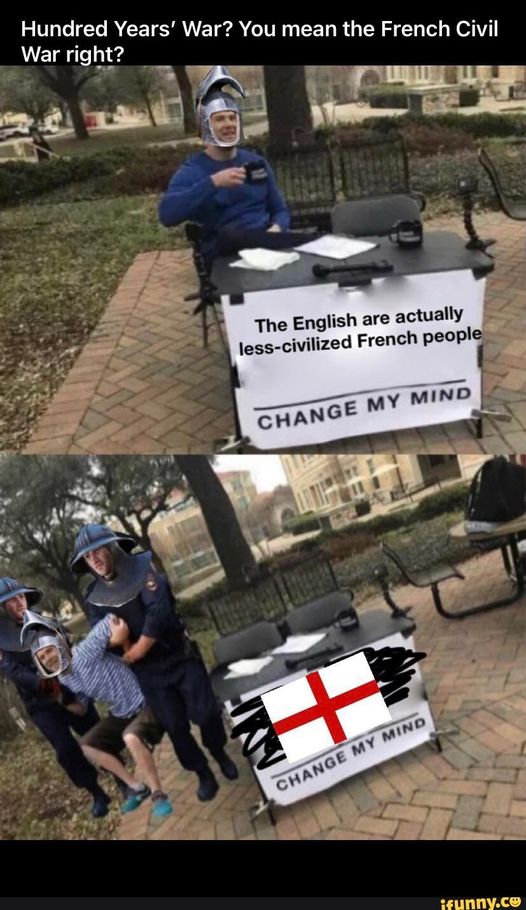 Hundred Years' War? You mean the French Civil
War right?
The English are actually
less-civilized French people
CHANGE MY MIND
CHANGE MY MIND
ifunny.co